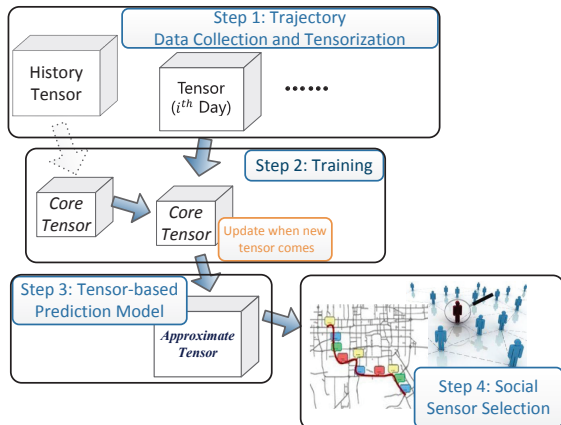 Step 1: Trajectory
Data Collection and Tensorization
History
Tensor
Tensor
(iᵗʰ Day)
......
Step 2: Training
Core
Tensor
Core
Tensor
Update when new
tensor comes
Step 3: Tensor-based
Prediction Model
Approximate
Tensor
Step 4: Social
Sensor Selection